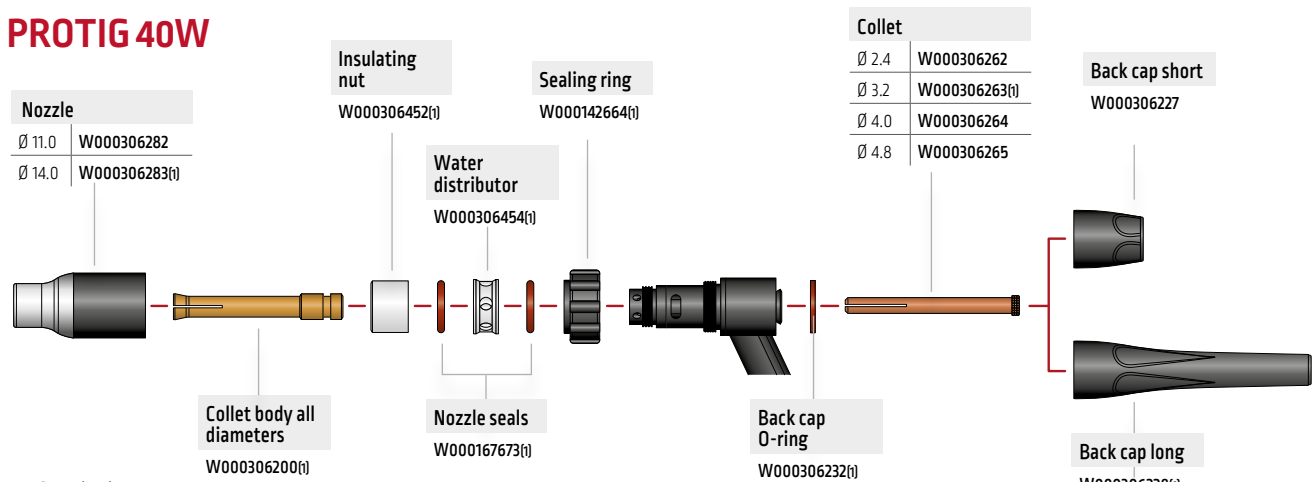 PROTIG 40W
Nozzle
Ø 11.0 W000306282
Ø 14.0 W000306283(1)
Insulating
nut
W000306452(1)
Water
distributor
W000306454(1)
Sealing ring
W000142664(1)
Collet
Ø 2.4 W000306262
Ø 3.2 W000306263(1)
Ø 4.0 W000306264
Ø 4.8 W000306265
Back cap short
W000306227
Collet body all
diameters
W000306200(1)
Nozzle seals
W000167673(1)
Back cap
O-ring
W000306232(1)
Back cap long